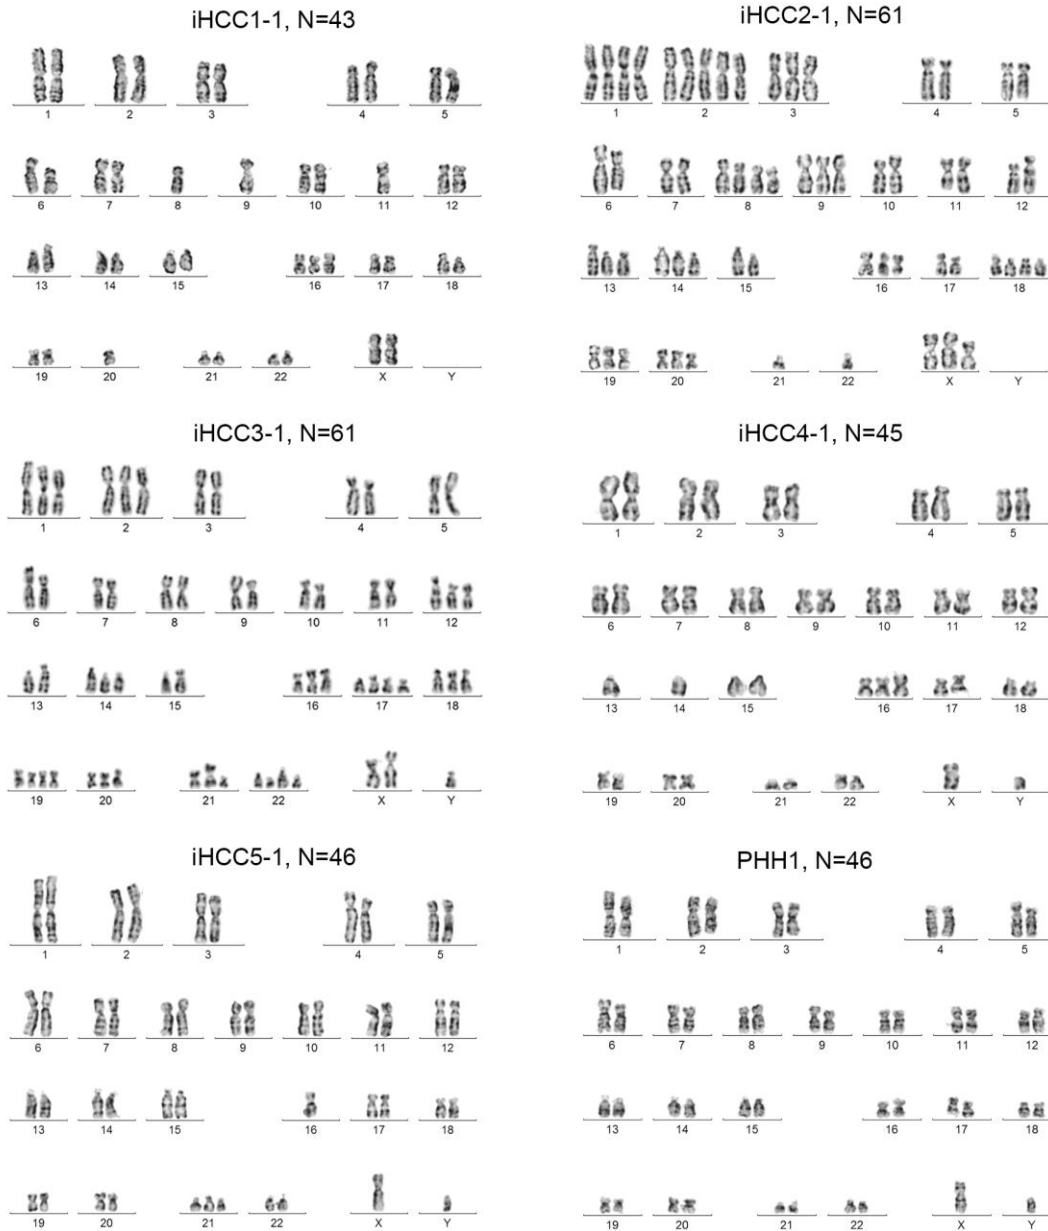 iHCC1-1, N=43
1 2 3 4 5
6 7 8 9 10 11 12
13 14 15 16 17 18
19 20 21 22 X Y
iHCC2-1, N=61
1 2 3 4 5
6 7 8 9 10 11 12
13 14 15 16 17 18
19 20 21 22 X Y
iHCC3-1, N=61
1 2 3 4 5
6 7 8 9 10 11 12
13 14 15 16 17 18
19 20 21 22 X Y
iHCC4-1, N=45
1 2 3 4 5
6 7 8 9 10 11 12
13 14 15 16 17 18
19 20 21 22 X Y
iHCC5-1, N=46
1 2 3 4 5
6 7 8 9 10 11 12
13 14 15 16 17 18
19 20 21 22 X Y
PHH1, N=46
1 2 3 4 5
6 7 8 9 10 11 12
13 14 15 16 17 18
19 20 21 22 X Y